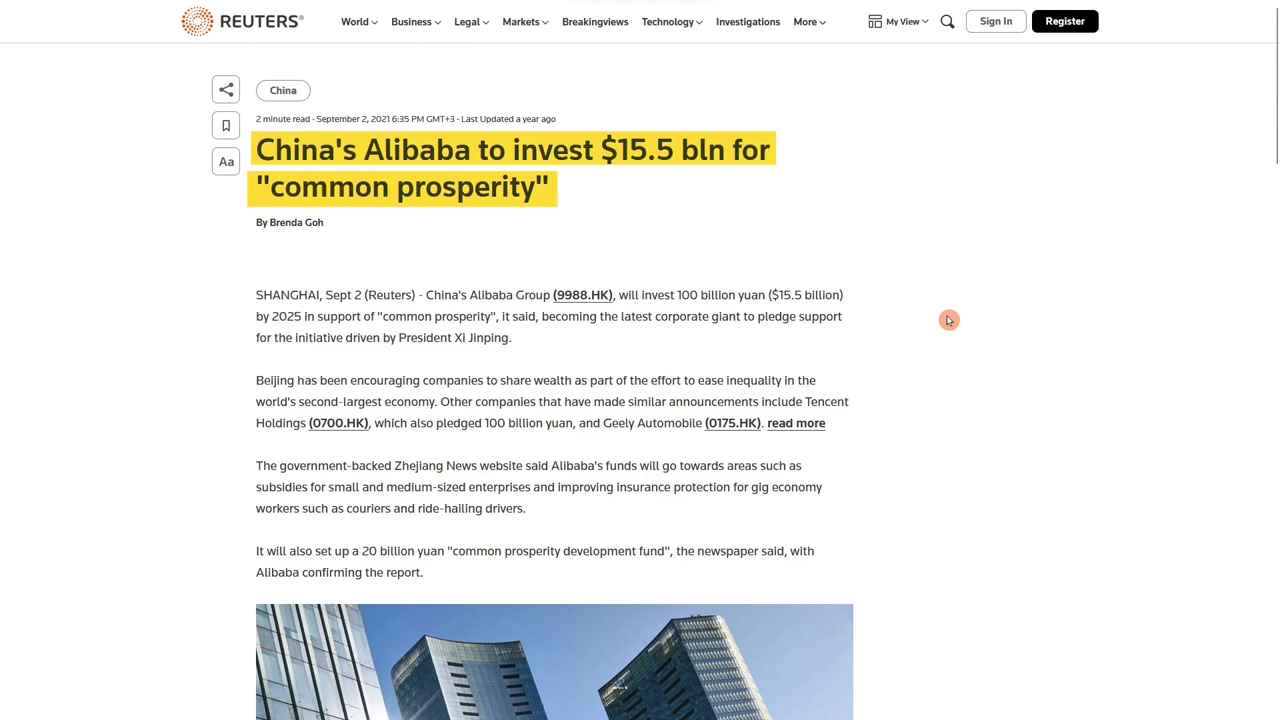 REUTERS®
World Business Legal Markets Breakingviews Technology Investigations More My View Sign In Register
China
2 minute read · September 2, 2021 6:35 PM GMT+3 · Last Updated a year ago
Aa
China's Alibaba to invest $15.5 bln for
"common prosperity"
By Brenda Goh
SHANGHAI, Sept 2 (Reuters) - China's Alibaba Group (9988.HK), will invest 100 billion yuan ($15.5 billion)
by 2025 in support of "common prosperity", it said, becoming the latest corporate giant to pledge support
for the initiative driven by President Xi Jinping.
Beijing has been encouraging companies to share wealth as part of the effort to ease inequality in the
world's second-largest economy. Other companies that have made similar announcements include Tencent
Holdings (0700.HK), which also pledged 100 billion yuan, and Geely Automobile (0175.HK). read more
The government-backed Zhejiang News website said Alibaba's funds will go towards areas such as
subsidies for small and medium-sized enterprises and improving insurance protection for gig economy
workers such as couriers and ride-hailing drivers.
It will also set up a 20 billion yuan "common prosperity development fund", the newspaper said, with
Alibaba confirming the report.